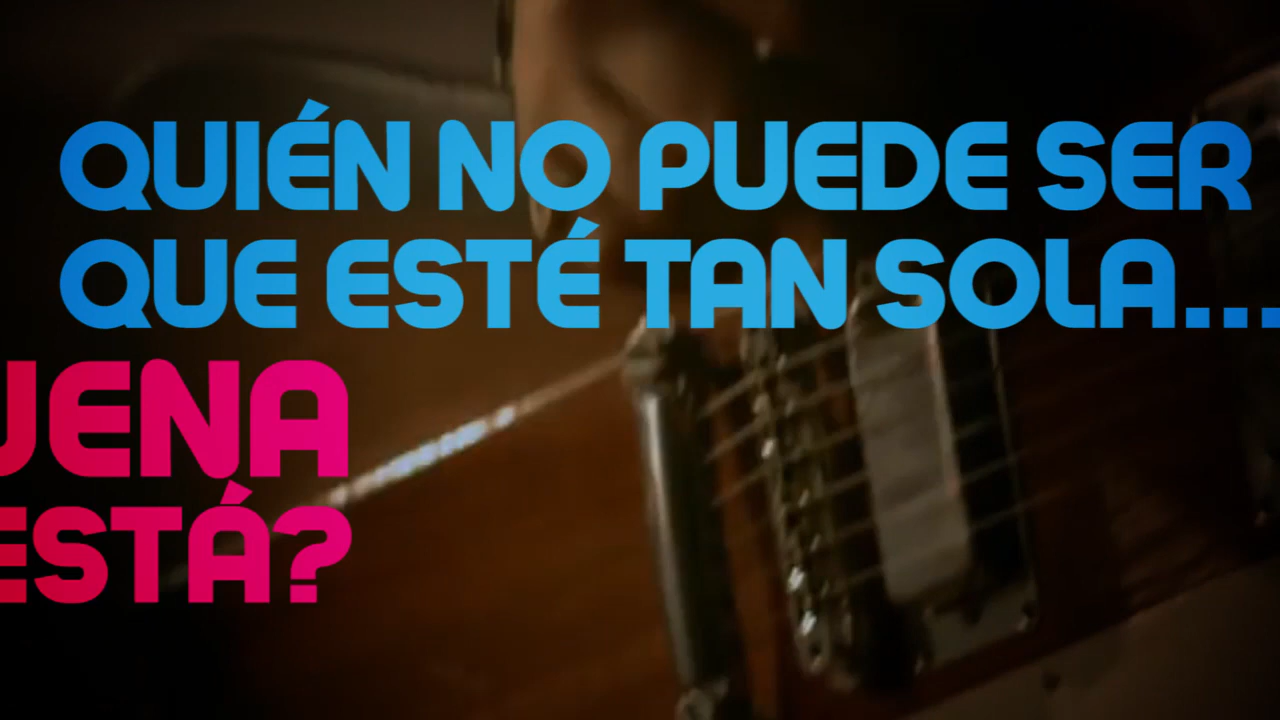 QUIÉN NO PUEDE SER
QUE ESTÉ TAN SOLA...
UENA
ESTÁ?